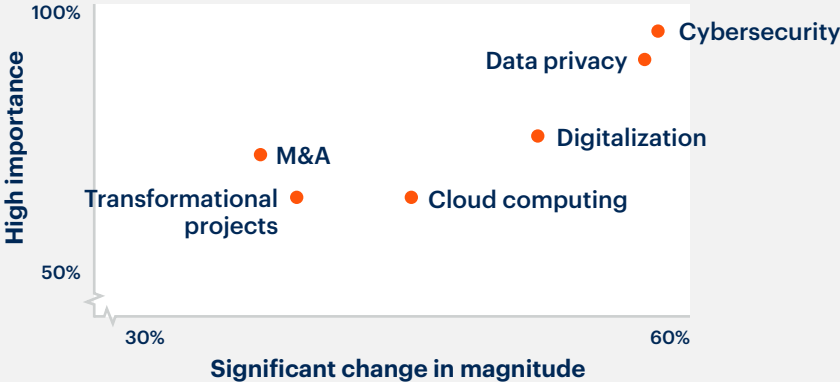 100%
Cybersecurity
Data privacy
High importance
Digitalization
M&A
Transformational
projects
Cloud computing
50%
30%
60%
Significant change in magnitude